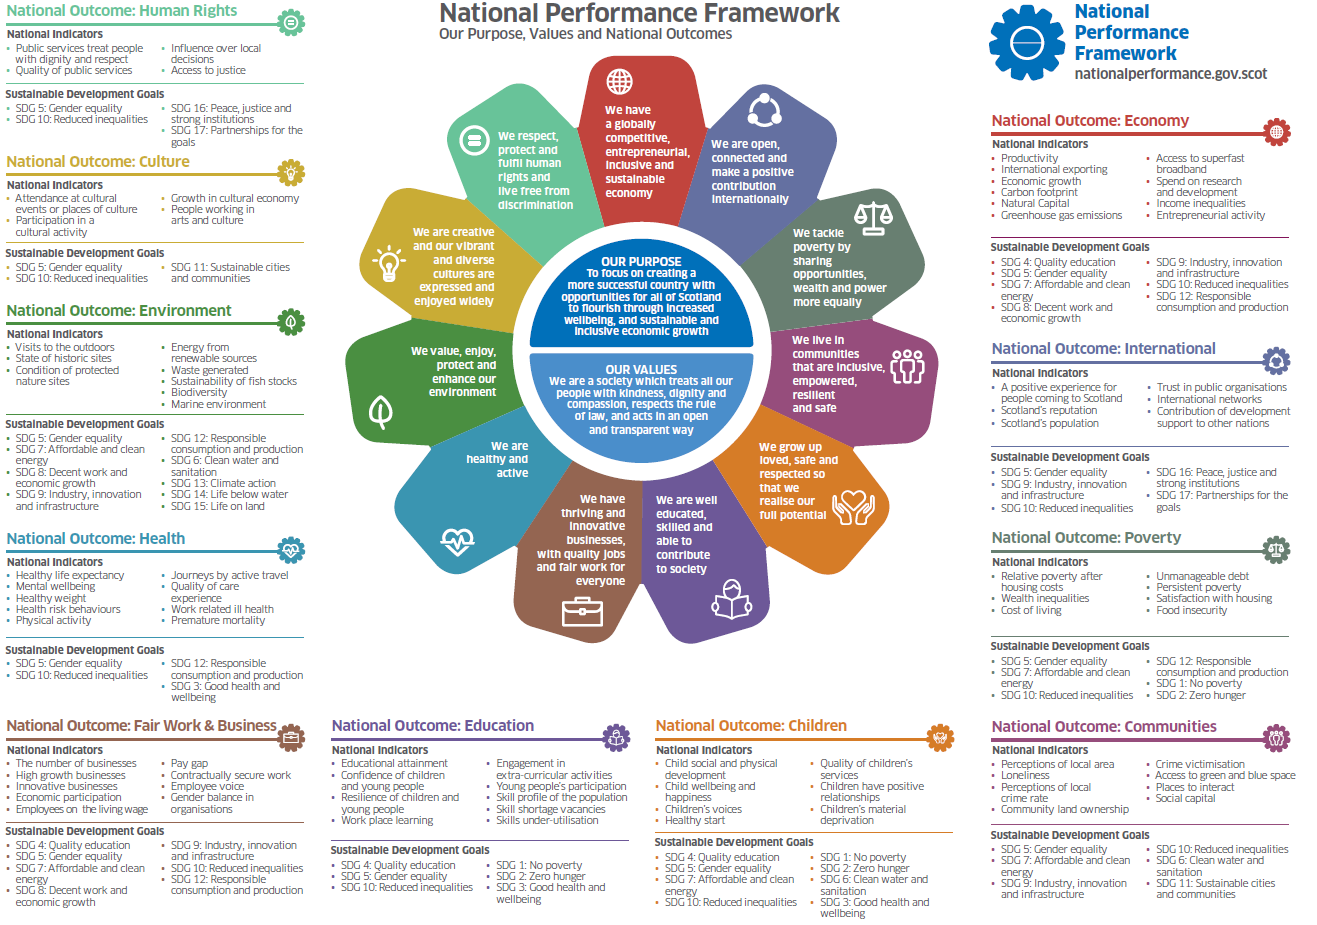 National Performance Framework
Our Purpose, Values and National Outcomes
National
Performance
Framework
nationalperformance.gov.scot
National Outcome: Human Rights
National Indicators
• Public services treat people
with dignity and respect
• Quality of public services
• Influence over local
decisions
• Access to justice
Sustainable Development Goals
• SDG 5: Gender equality
• SDG 10: Reduced inequalities
• SDG 16: Peace, justice and
strong institutions
• SDG 17: Partnerships for the
goals
National Outcome: Culture
National Indicators
• Attendance at cultural
events or places of culture
• Participation in a
cultural activity
• Growth in cultural economy
• People working in
arts and culture
Sustainable Development Goals
• SDG 5: Gender equality
• SDG 10: Reduced inequalities
• SDG 11: Sustainable cities
and communities
National Outcome: Environment
National Indicators
• Visits to the outdoors
• State of historic sites
• Condition of protected
nature sites
• Energy from
renewable sources
• Waste generated
• Sustainability of fish stocks
• Biodiversity
• Marine environment
Sustainable Development Goals
• SDG 5: Gender equality
• SDG 7: Affordable and clean
energy
• SDG 8: Decent work and
economic growth
• SDG 9: Industry, innovation
and infrastructure
• SDG 12: Responsible
consumption and production
• SDG 6: Clean water and
sanitation
• SDG 13: Climate action
• SDG 14: Life below water
• SDG 15: Life on land
National Outcome: Health
National Indicators
• Healthy life expectancy
• Mental wellbeing
• Healthy weight
• Health risk behaviours
• Physical activity
• Journeys by active travel
• Quality of care
experience
• Work related ill health
• Premature mortality
Sustainable Development Goals
• SDG 5: Gender equality
• SDG 10: Reduced inequalities
• SDG 12: Responsible
consumption and production
• SDG 3: Good health and
wellbeing
We have
a globally
competitive,
entrepreneurial,
inclusive and
sustainable
economy
We are open,
connected and
make a positive
contribution
internationally
We tackle
poverty by
sharing
opportunities,
wealth and power
more equally
We live in
communities
that are inclusive,
empowered,
resilient
and safe
We grow up
loved, safe and
respected so
that we
realise our
full potential
We are well
educated,
skilled and
able to
contribute
to society
We have
thriving and
innovative
businesses,
with quality jobs
and fair work for
everyone
We are
healthy and
active
We value, enjoy,
protect and
enhance our
environment
We are creative
and our vibrant
and diverse
cultures are
expressed and
enjoyed widely
We respect,
protect and
fulfil human
rights and
live free from
discrimination
OUR PURPOSE
To focus on creating a
more successful country with
opportunities for all of Scotland
to flourish through increased
wellbeing, and sustainable and
inclusive economic growth
OUR VALUES
We are a society which treats all our
people with kindness, dignity and
compassion, respects the rule
of law, and acts in an open
and transparent way
National Outcome: Economy
National Indicators
• Productivity
• International exporting
• Economic growth
• Carbon footprint
• Natural Capital
• Greenhouse gas emissions
• Access to superfast
broadband
• Spend on research
and development
• Income inequalities
• Entrepreneurial activity
Sustainable Development Goals
• SDG 4: Quality education
• SDG 5: Gender equality
• SDG 7: Affordable and clean
energy
• SDG 8: Decent work and
economic growth
• SDG 9: Industry, innovation
and infrastructure
• SDG 10: Reduced inequalities
• SDG 12: Responsible
consumption and production
National Outcome: International
National Indicators
• A positive experience for
people coming to Scotland
• Scotland's reputation
• Scotland's population
• Trust in public organisations
• International networks
• Contribution of development
support to other nations
Sustainable Development Goals
• SDG 5: Gender equality
• SDG 9: Industry, innovation
and infrastructure
• SDG 10: Reduced inequalities
• SDG 16: Peace, justice and
strong institutions
• SDG 17: Partnerships for the
goals
National Outcome: Poverty
National Indicators
• Relative poverty after
housing costs
• Wealth inequalities
• Cost of living
• Unmanageable debt
• Persistent poverty
• Satisfaction with housing
• Food insecurity
Sustainable Development Goals
• SDG 5: Gender equality
• SDG 7: Affordable and clean
energy
• SDG 10: Reduced inequalities
• SDG 12: Responsible
consumption and production
• SDG 1: No poverty
• SDG 2: Zero hunger
National Outcome: Fair Work & Business
National Indicators
• The number of businesses
• High growth businesses
• Innovative businesses
• Economic participation
• Employees on the living wage
• Pay gap
• Contractually secure work
• Employee voice
• Gender balance in
organisations
Sustainable Development Goals
• SDG 4: Quality education
• SDG 5: Gender equality
• SDG 7: Affordable and clean
energy
• SDG 8: Decent work and
economic growth
• SDG 9: Industry, innovation
and infrastructure
• SDG 10: Reduced inequalities
• SDG 12: Responsible
consumption and production
National Outcome: Education
National Indicators
• Educational attainment
• Confidence of children
and young people
• Resilience of children and
young people
• Work place learning
• Engagement in
extra-curricular activities
• Young people's participation
• Skill profile of the population
• Skill shortage vacancies
• Skills under-utilisation
Sustainable Development Goals
• SDG 4: Quality education
• SDG 5: Gender equality
• SDG 10: Reduced inequalities
• SDG 1: No poverty
• SDG 2: Zero hunger
• SDG 3: Good health and
wellbeing
National Outcome: Children
National Indicators
• Child social and physical
development
• Child wellbeing and
happiness
• Children's voices
• Healthy start
• Quality of children's
services
• Children have positive
relationships
• Children's material
deprivation
Sustainable Development Goals
• SDG 4: Quality education
• SDG 5: Gender equality
• SDG 7: Affordable and clean
energy
• SDG 10: Reduced inequalities
• SDG 1: No poverty
• SDG 2: Zero hunger
• SDG 6: Clean water and
sanitation
• SDG 3: Good health and
wellbeing
National Outcome: Communities
National Indicators
• Perceptions of local area
• Loneliness
• Perceptions of local
crime rate
• Community land ownership
• Crime victimisation
• Access to green and blue space
• Places to interact
• Social capital
Sustainable Development Goals
• SDG 5: Gender equality
• SDG 7: Affordable and clean
energy
• SDG 9: Industry, innovation
and infrastructure
• SDG 10: Reduced inequalities
• SDG 6: Clean water and
sanitation
• SDG 11: Sustainable cities
and communities